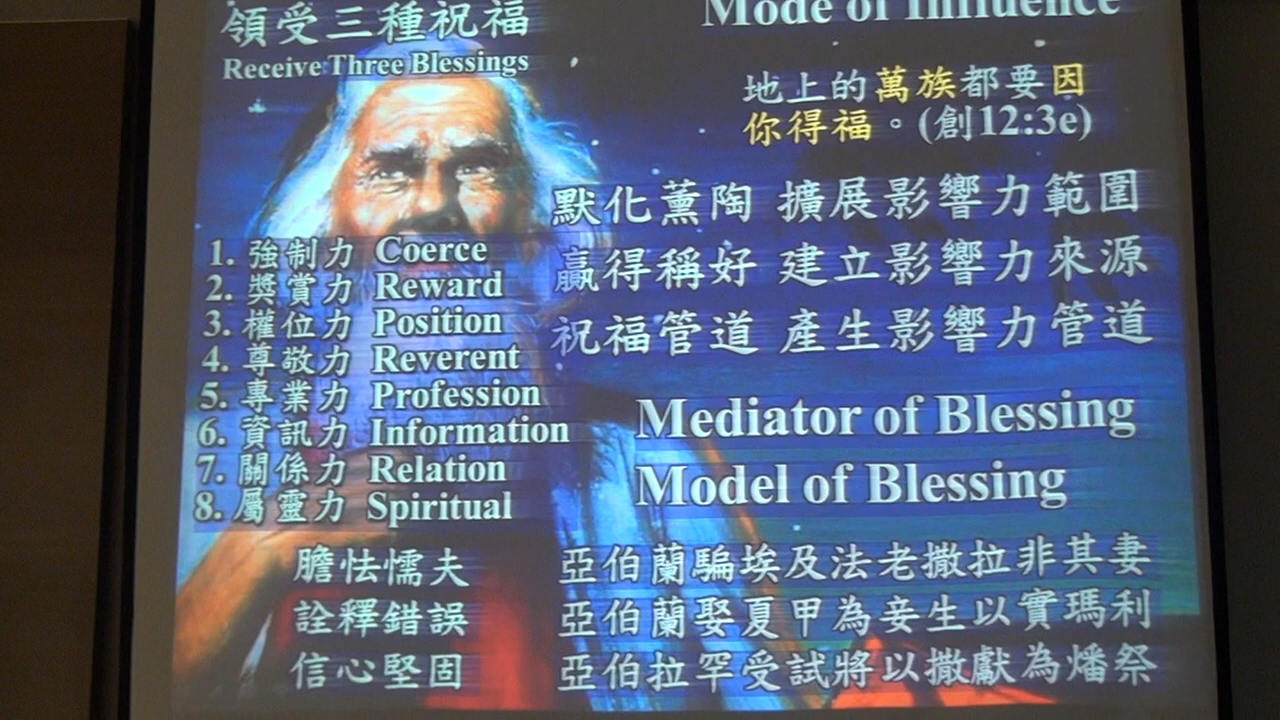 領受三種祝福
Receive Three Blessings
Mode of Influence
地上的萬族都要因
你得福。(創12:3e)
默化薰陶 擴展影響力範圍
贏得稱好 建立影響力來源
祝福管道 產生影響力管道
1. 強制力 Coerce
2. 獎賞力 Reward
3. 權位力 Position
4. 尊敬力 Reverent
5. 專業力 Profession
6. 資訊力 Information
7. 關係力 Relation
8. 屬靈力 Spiritual
Mediator of Blessing
Model of Blessing
膽怯懦夫 亞伯蘭騙埃及法老撒拉非其妻
詮釋錯誤 亞伯蘭娶夏甲為妾生以實瑪利
信心堅固 亞伯拉罕受試將以撒獻為燔祭